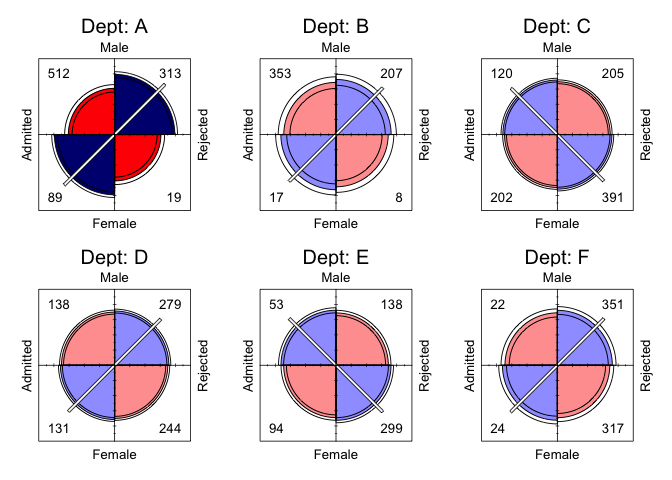 Dept: A
Male
512 313
Admitted
Rejected
89 19
Female
Dept: B
Male
353 207
17 8
Female
Dept: C
Male
120 205
Admitted
Rejected
202 391
Female
Dept: D
Male
138 279
Admitted
Rejected
131 244
Female
Dept: E
Male
53 138
Admitted
Rejected
94 299
Female
Dept: F
Male
22 351
Admitted
Rejected
24 317
Female